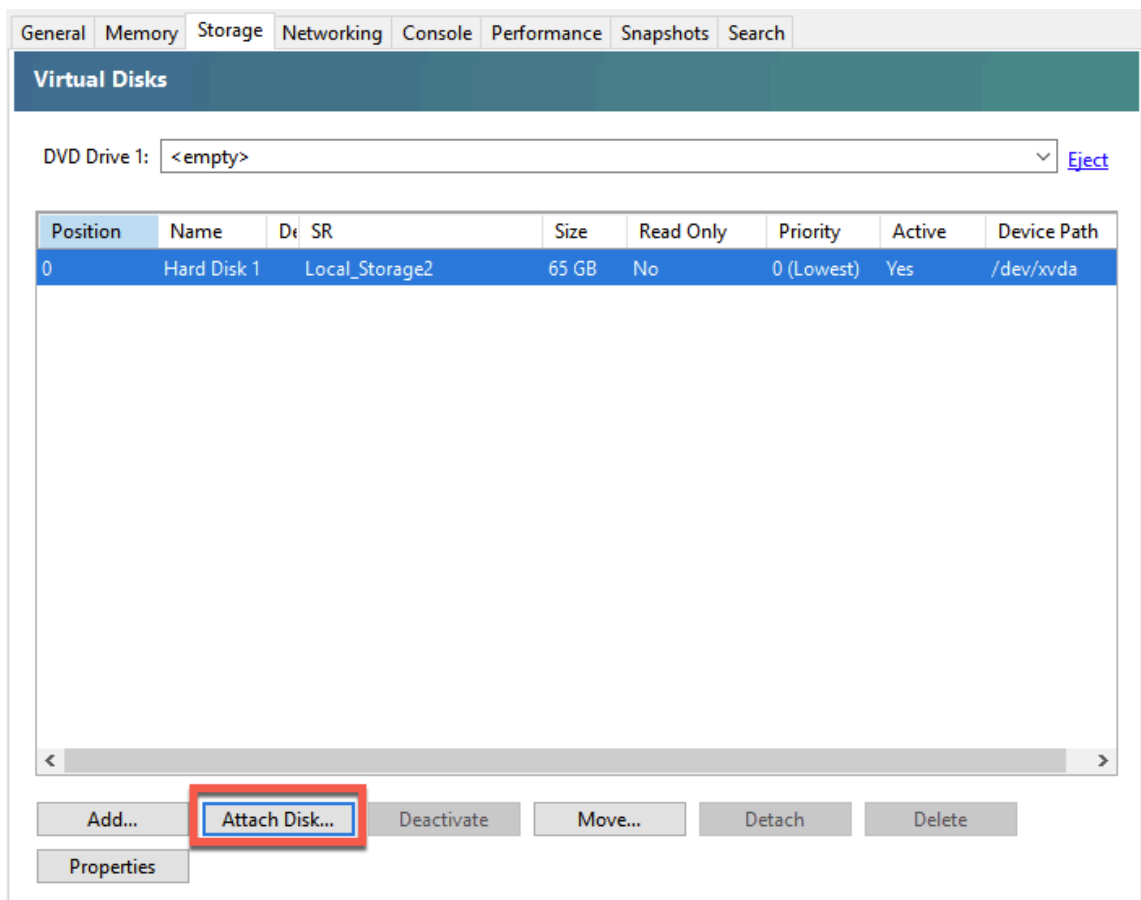 General Memory Storage Networking Console Performance Snapshots Search
Virtual Disks
DVD Drive 1: <empty> Eject
Position Name De SR Size Read Only Priority Active Device Path
0 Hard Disk 1 Local_Storage2 65 GB No 0 (Lowest) Yes /dev/xvda
Add... Attach Disk... Deactivate Move... Detach Delete
Properties